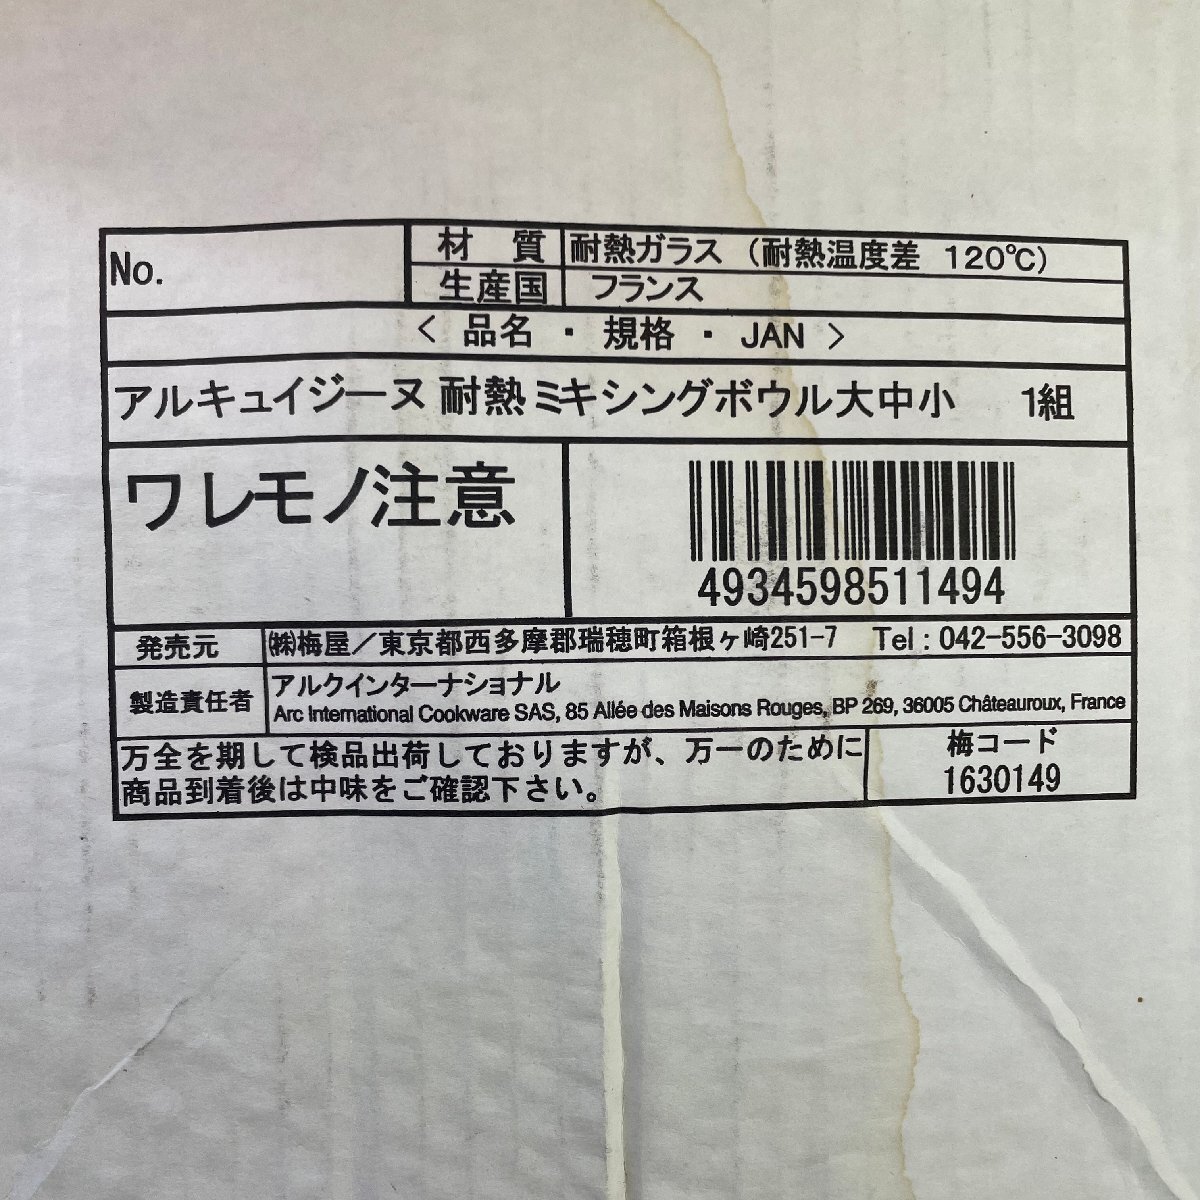 No.
材質 耐熱ガラス（耐熱温度差 120℃）
生産国 フランス
＜ 品名 ・ 規格 ・ JAN ＞
アルキュイジーヌ 耐熱ミキシングボウル大中小 1組
ワレモノ注意
4934598511494
発売元 ㈱梅屋／東京都西多摩郡瑞穂町箱根ヶ崎251-7 Tel：042-556-3098
製造責任者 アルクインターナショナル
Arc International Cookware SAS, 85 Allée des Maisons Rouges, BP 269, 36005 Châteauroux, France
万全を期して検品出荷しておりますが、万一のために
商品到着後は中味をご確認下さい。
梅コード
1630149